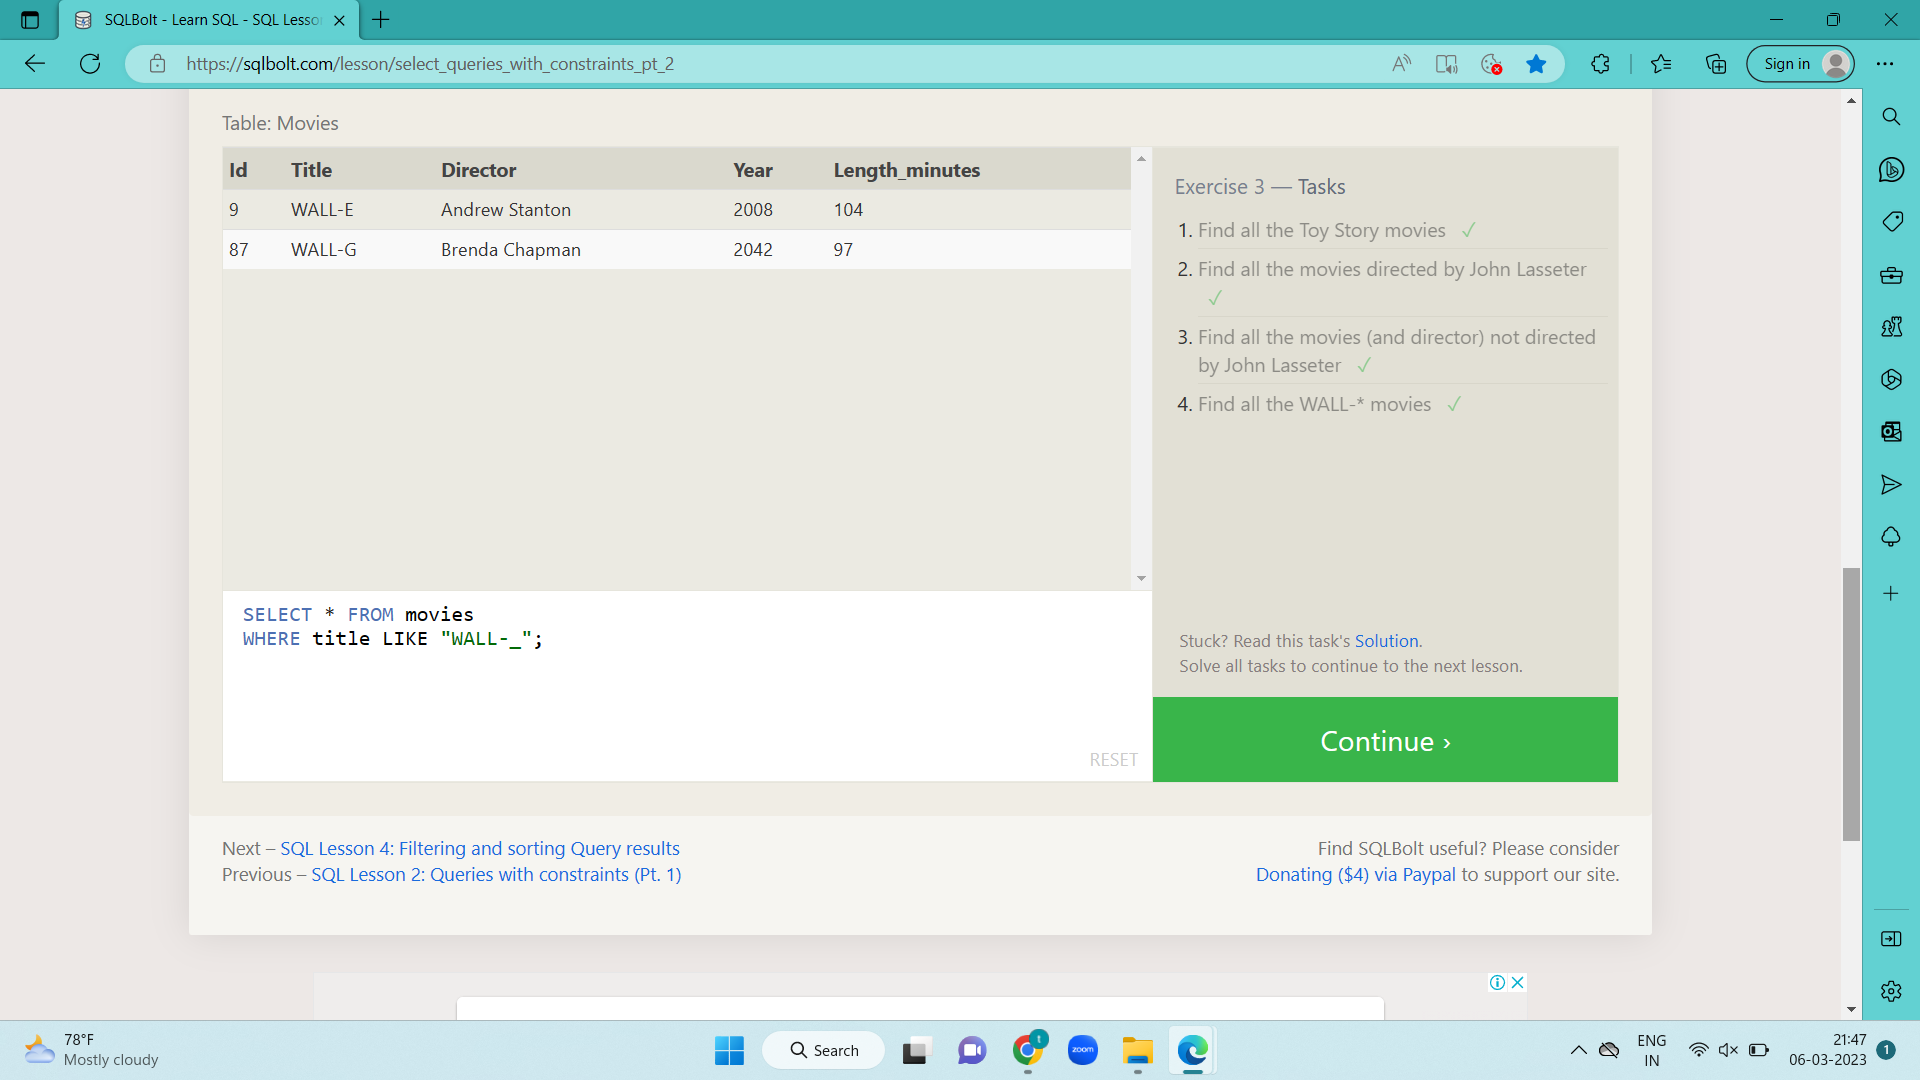 SQLBolt - Learn SQL - SQL Lesso
https://sqlbolt.com/lesson/select_queries_with_constraints_pt_2
Sign in
Table: Movies
Id Title Director Year Length_minutes
9 WALL-E Andrew Stanton 2008 104
87 WALL-G Brenda Chapman 2042 97
SELECT * FROM movies
WHERE title LIKE "WALL-_";
RESET
Exercise 3 — Tasks
1. Find all the Toy Story movies ✓
2. Find all the movies directed by John Lasseter
✓
3. Find all the movies (and director) not directed
by John Lasseter ✓
4. Find all the WALL-* movies ✓
Stuck? Read this task's Solution.
Solve all tasks to continue to the next lesson.
Continue ›
Next – SQL Lesson 4: Filtering and sorting Query results
Previous – SQL Lesson 2: Queries with constraints (Pt. 1)
Find SQLBolt useful? Please consider
Donating ($4) via Paypal to support our site.
78°F
Mostly cloudy
Search
t
zoom
ENG
IN
21:47
06-03-2023
1